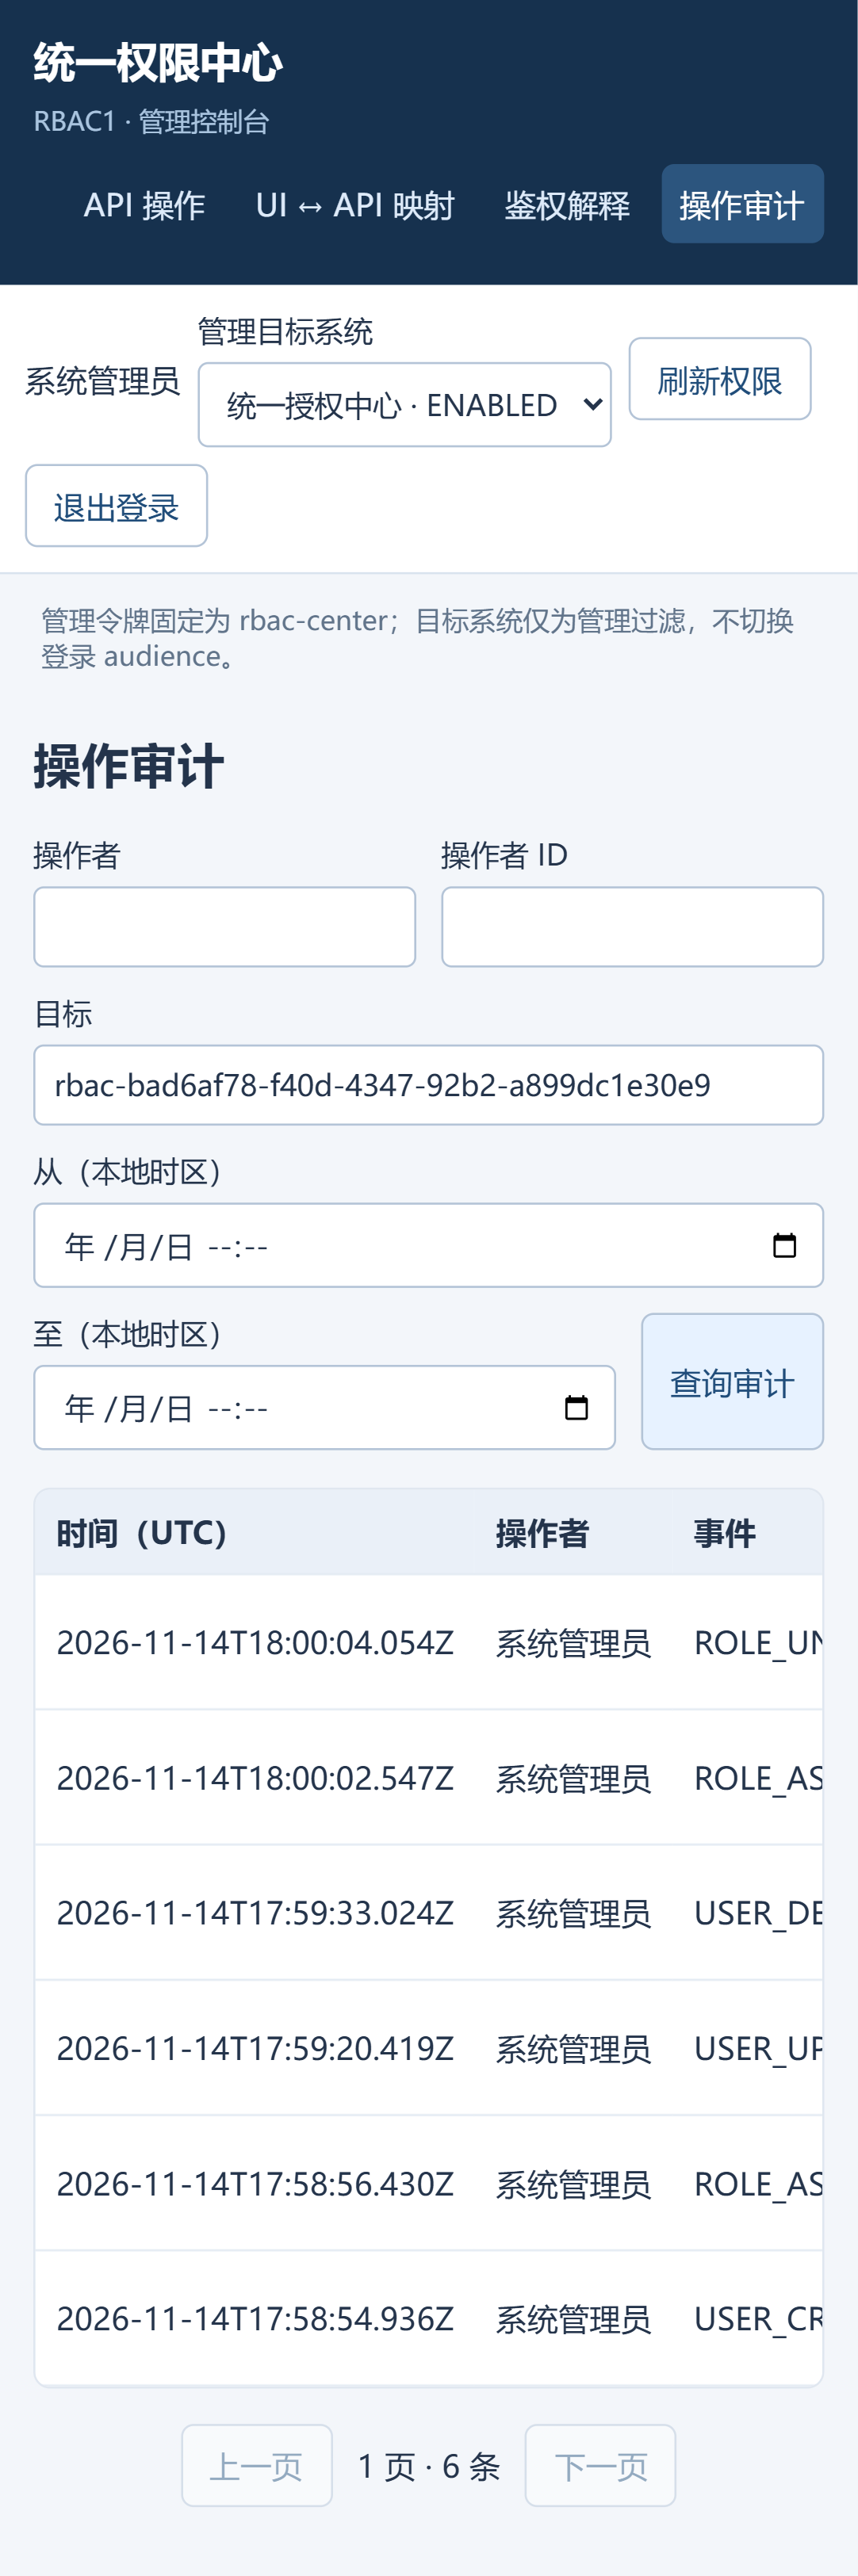 统一权限中心
RBAC1 · 管理控制台
API 操作 UI ↔ API 映射 鉴权解释 操作审计
管理目标系统
系统管理员 统一授权中心 · ENABLED 刷新权限
退出登录
管理令牌固定为 rbac-center；目标系统仅为管理过滤，不切换
登录 audience。
操作审计
操作者 操作者 ID
目标
rbac-bad6af78-f40d-4347-92b2-a899dc1e30e9
从（本地时区）
年 /月/日 --:--
至（本地时区）
年 /月/日 --:-- 查询审计
时间（UTC） 操作者 事件
2026-11-14T18:00:04.054Z 系统管理员 ROLE_UN
2026-11-14T18:00:02.547Z 系统管理员 ROLE_AS
2026-11-14T17:59:33.024Z 系统管理员 USER_DE
2026-11-14T17:59:20.419Z 系统管理员 USER_UP
2026-11-14T17:58:56.430Z 系统管理员 ROLE_AS
2026-11-14T17:58:54.936Z 系统管理员 USER_CR
上一页 1 页 · 6 条 下一页